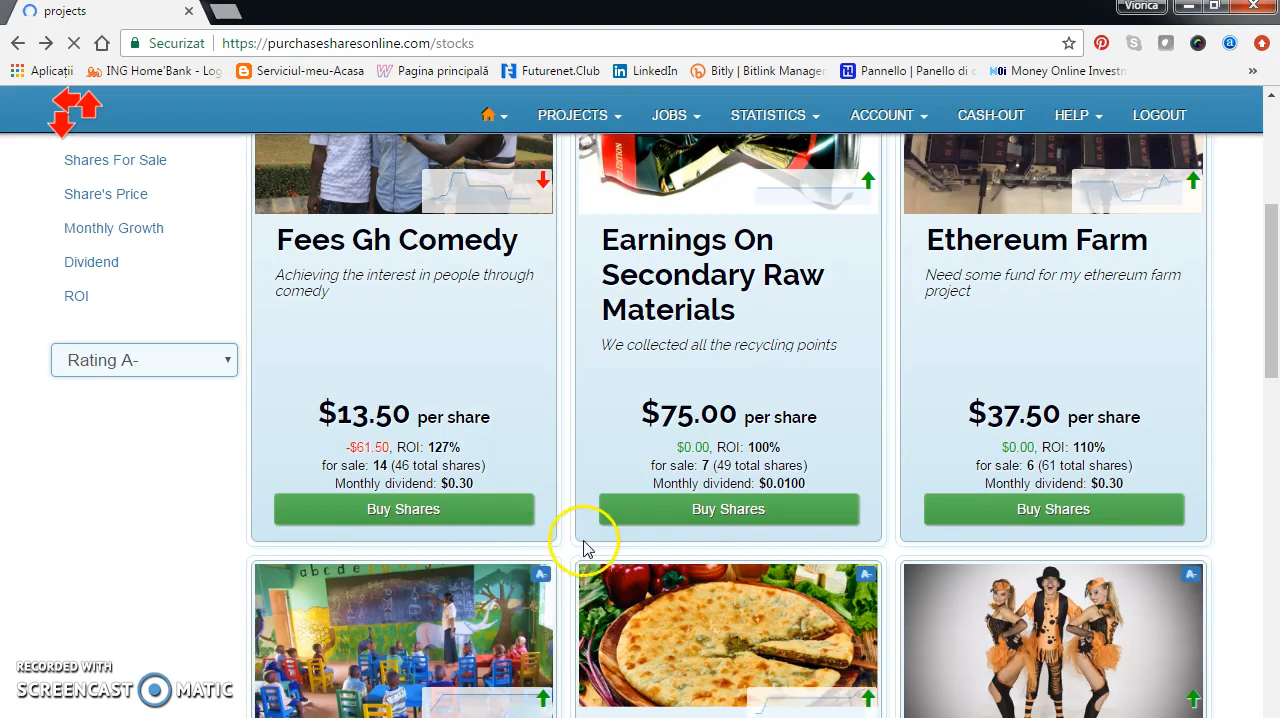 projects
Viorica
Securizat
https://purchasesharesonline.com/stocks
Aplicații
ING Home'Bank - Log
Serviciul-meu-Acasa
Pagina principală
Futurenet.Club
LinkedIn
Bitly | Bitlink Manager
Pannello | Panello di c
Money Online Investm
»
PROJECTS
JOBS
STATISTICS
ACCOUNT
CASH-OUT
HELP
LOGOUT
Shares For Sale
Share's Price
Monthly Growth
Dividend
ROI
Rating A-
Fees Gh Comedy
Achieving the interest in people through
comedy
$13.50 per share
-$61.50, ROI: 127%
for sale: 14 (46 total shares)
Monthly dividend: $0.30
Buy Shares
Earnings On
Secondary Raw
Materials
We collected all the recycling points
$75.00 per share
$0.00, ROI: 100%
for sale: 7 (49 total shares)
Monthly dividend: $0.0100
Buy Shares
Ethereum Farm
Need some fund for my ethereum farm
project
$37.50 per share
$0.00, ROI: 110%
for sale: 6 (61 total shares)
Monthly dividend: $0.30
Buy Shares
a b c d e
A-
A-
A-
RECORDED WITH
SCREENCAST MATIC